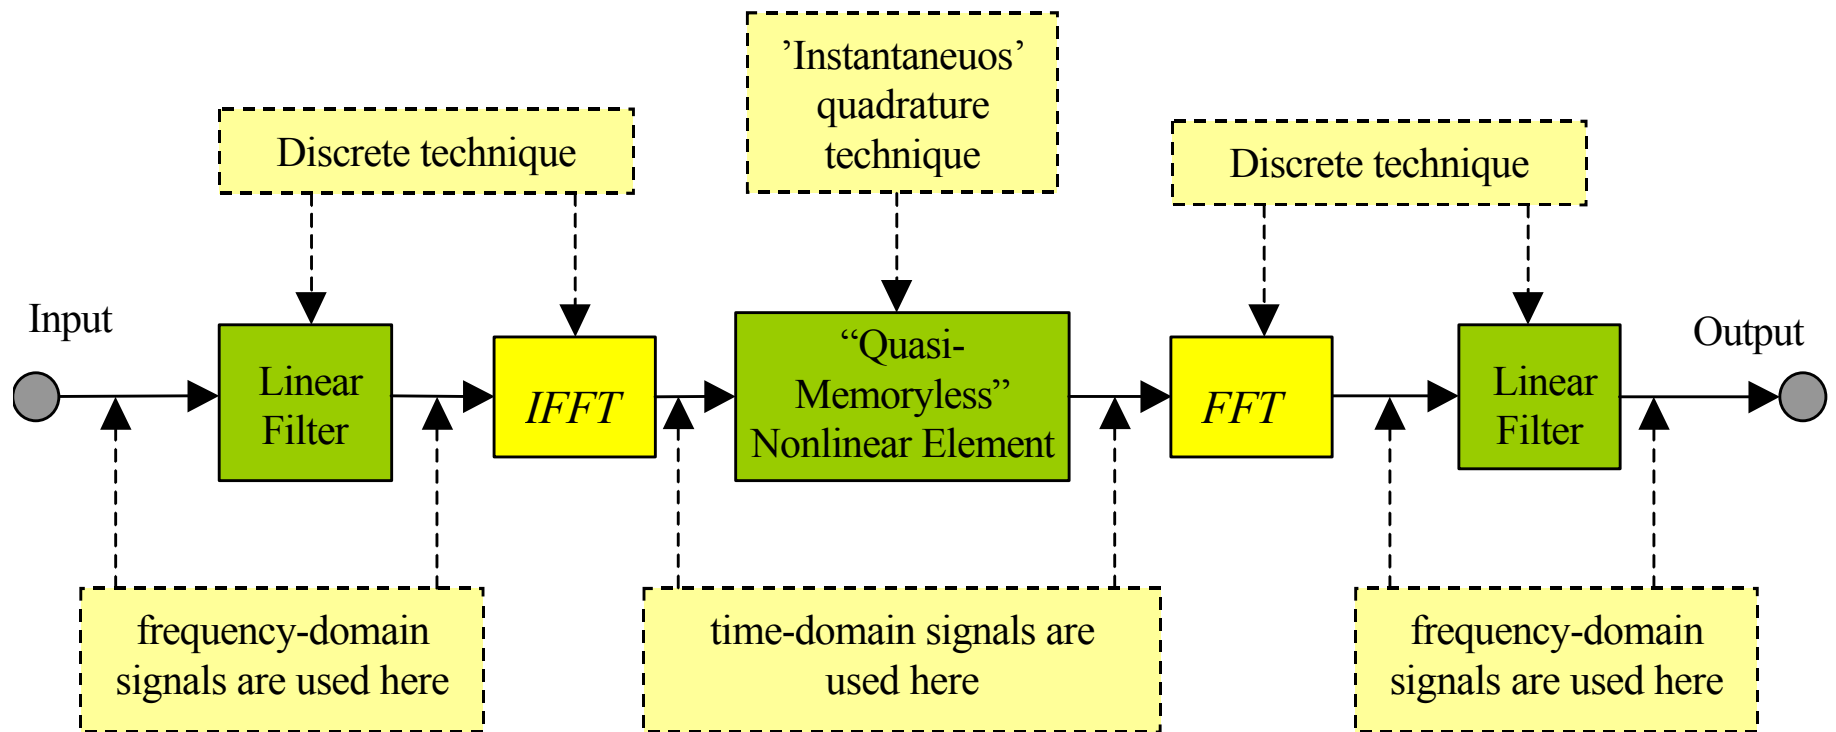 ’Instantaneuos’
quadrature
technique
Discrete technique
Discrete technique
Input
Linear
Filter
IFFT
“Quasi-
Memoryless”
Nonlinear Element
FFT
Linear
Filter
Output
frequency-domain
signals are used here
time-domain signals are
used here
frequency-domain
signals are used here